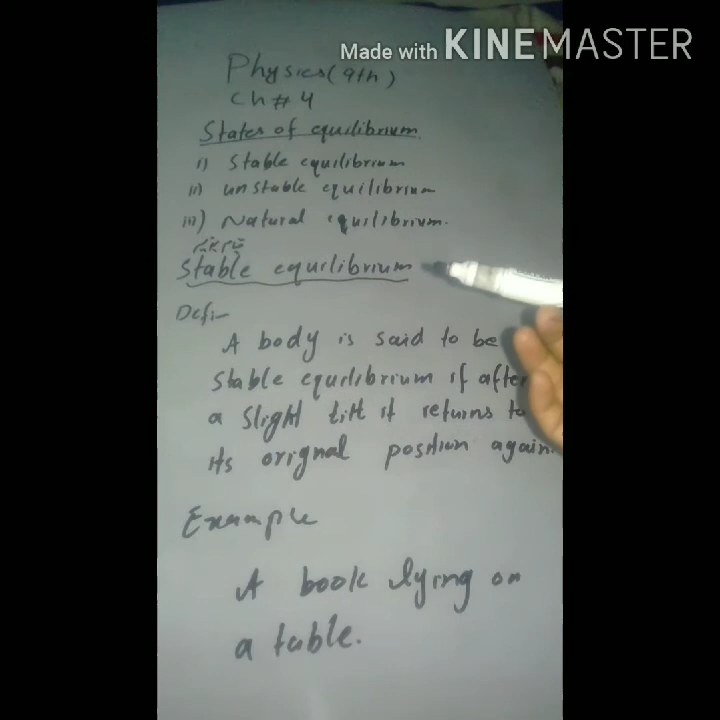 Made with KINEMASTER
Physics (9th)
Ch # 4
States of equilibrium
i) Stable equilibrium
ii) unstable equilibrium
iii) Natural equilibrium.
Stable equilibrium
Def:-
A body is said to be
stable equilibrium if after
a slight tilt it returns to
its orignal position again.
Example
A book lying on
a table.